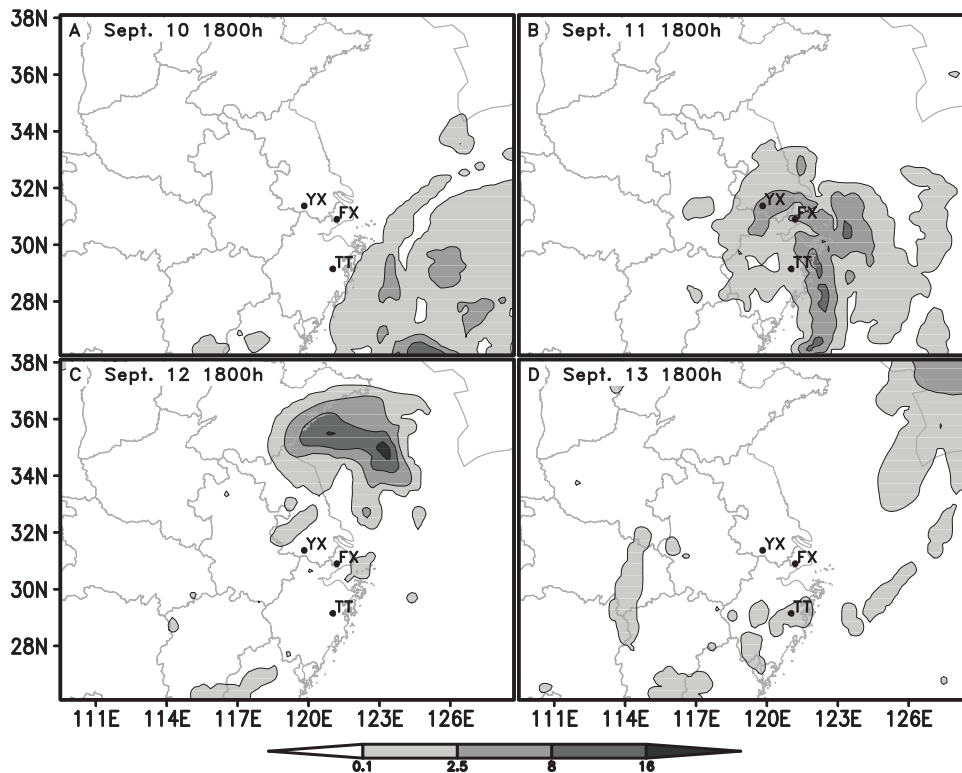 38N
A Sept. 10 1800h
B Sept. 11 1800h
36N
34N
32N
YX
FX
YX
FX
30N
TT
TT
28N
38N
C Sept. 12 1800h
D Sept. 13 1800h
36N
34N
32N
YX
FX
YX
FX
30N
TT
TT
28N
111E 114E 117E 120E 123E 126E 111E 114E 117E 120E 123E 126E
0.1 2.5 8 16